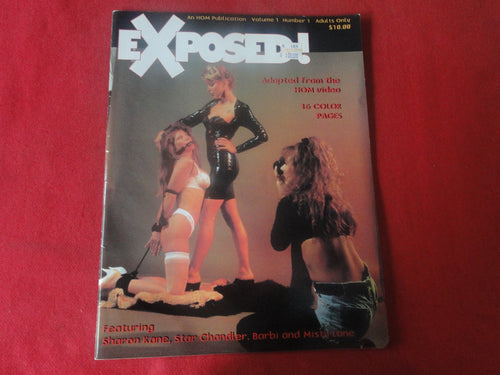 An HOM Publication Volume 1 Number 1 Adults Only
$10.00
EXPOSED!
Adapted from the
HOM video
16 COLOR
PAGES
Featuring
Sharon Kane, Star Chandler, Barbi and Misty Lane